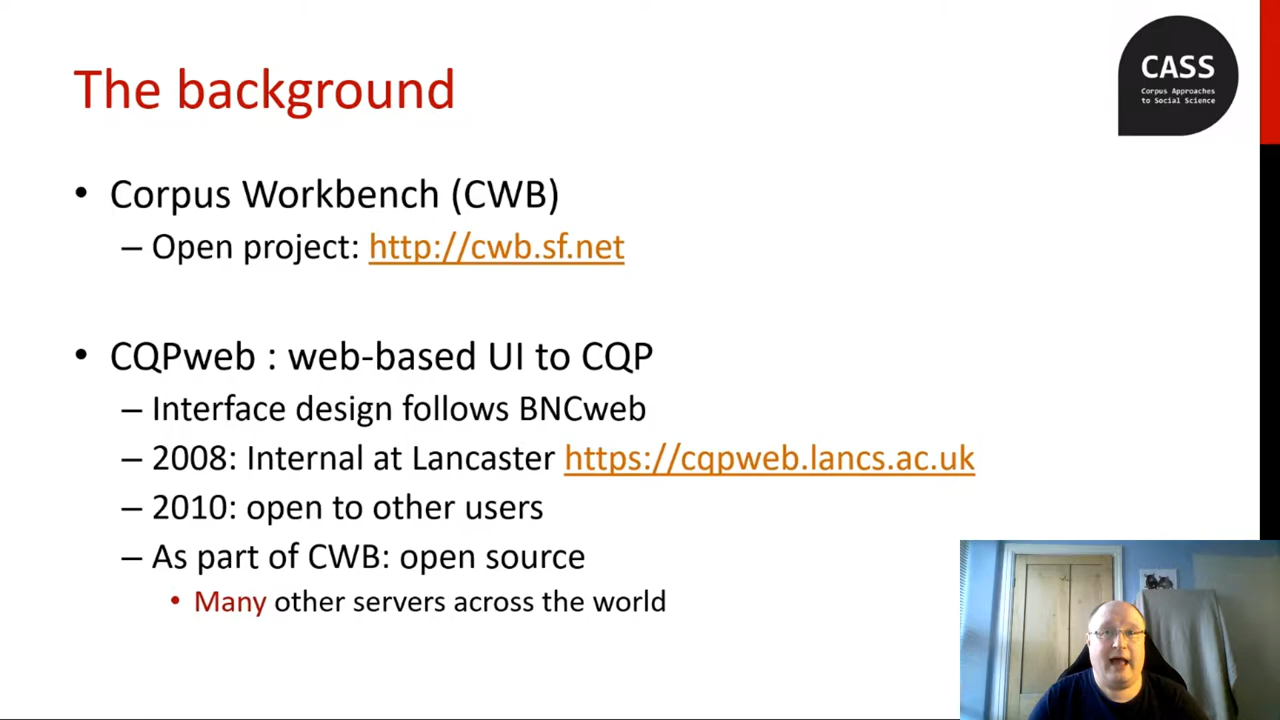 The background
CASS
Corpus Approaches
to Social Science
• Corpus Workbench (CWB)
– Open project: http://cwb.sf.net
• CQPweb : web-based UI to CQP
– Interface design follows BNCweb
– 2008: Internal at Lancaster https://cqpweb.lancs.ac.uk
– 2010: open to other users
– As part of CWB: open source
• Many other servers across the world